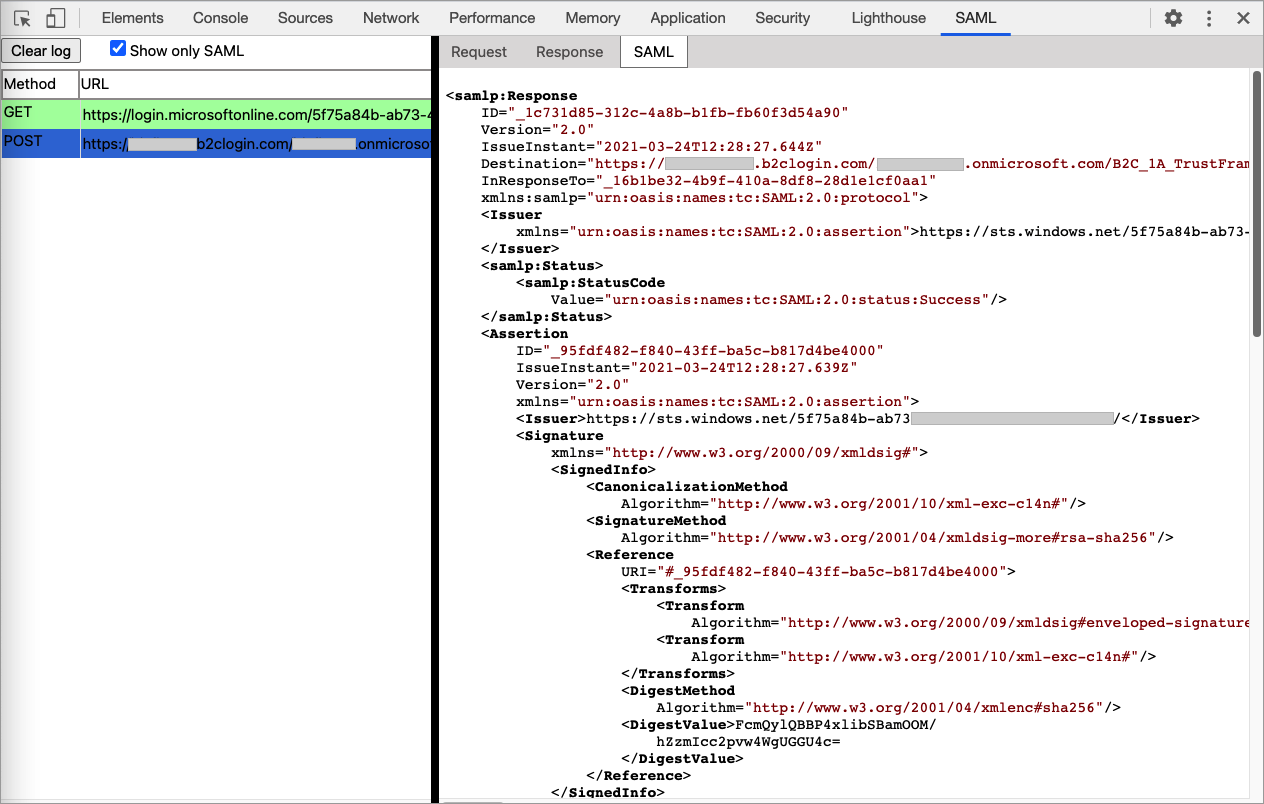 Elements Console Sources Network Performance Memory Application Security Lighthouse SAML
Clear log Show only SAML
Method URL
GET https://login.microsoftonline.com/5f75a84b-ab73-4
POST https:/ b2clogin.com/ .onmicrosof
Request Response SAML
<samlp:Response
ID="_1c731d85-312c-4a8b-b1fb-fb60f3d54a90"
Version="2.0"
IssueInstant="2021-03-24T12:28:27.644Z"
Destination="https:// .b2clogin.com/ .onmicrosoft.com/B2C_1A_TrustFram
InResponseTo="_16b1be32-4b9f-410a-8df8-28d1e1cf0aa1"
xmlns:samlp="urn:oasis:names:tc:SAML:2.0:protocol">
<Issuer
xmlns="urn:oasis:names:tc:SAML:2.0:assertion">https://sts.windows.net/5f75a84b-ab73-
</Issuer>
<samlp:Status>
<samlp:StatusCode
Value="urn:oasis:names:tc:SAML:2.0:status:Success"/>
</samlp:Status>
<Assertion
ID="_95fdf482-f840-43ff-ba5c-b817d4be4000"
IssueInstant="2021-03-24T12:28:27.639Z"
Version="2.0"
xmlns="urn:oasis:names:tc:SAML:2.0:assertion">
<Issuer>https://sts.windows.net/5f75a84b-ab73 /</Issuer>
<Signature
xmlns="http://www.w3.org/2000/09/xmldsig#">
<SignedInfo>
<CanonicalizationMethod
Algorithm="http://www.w3.org/2001/10/xml-exc-c14n#"/>
<SignatureMethod
Algorithm="http://www.w3.org/2001/04/xmldsig-more#rsa-sha256"/>
<Reference
URI="#_95fdf482-f840-43ff-ba5c-b817d4be4000">
<Transforms>
<Transform
Algorithm="http://www.w3.org/2000/09/xmldsig#enveloped-signature
<Transform
Algorithm="http://www.w3.org/2001/10/xml-exc-c14n#"/>
</Transforms>
<DigestMethod
Algorithm="http://www.w3.org/2001/04/xmlenc#sha256"/>
<DigestValue>FcmQylQBBP4xlibSBamOOM/
hZzmIcc2pvw4WgUGGU4c=
</DigestValue>
</Reference>
</SignedInfo>